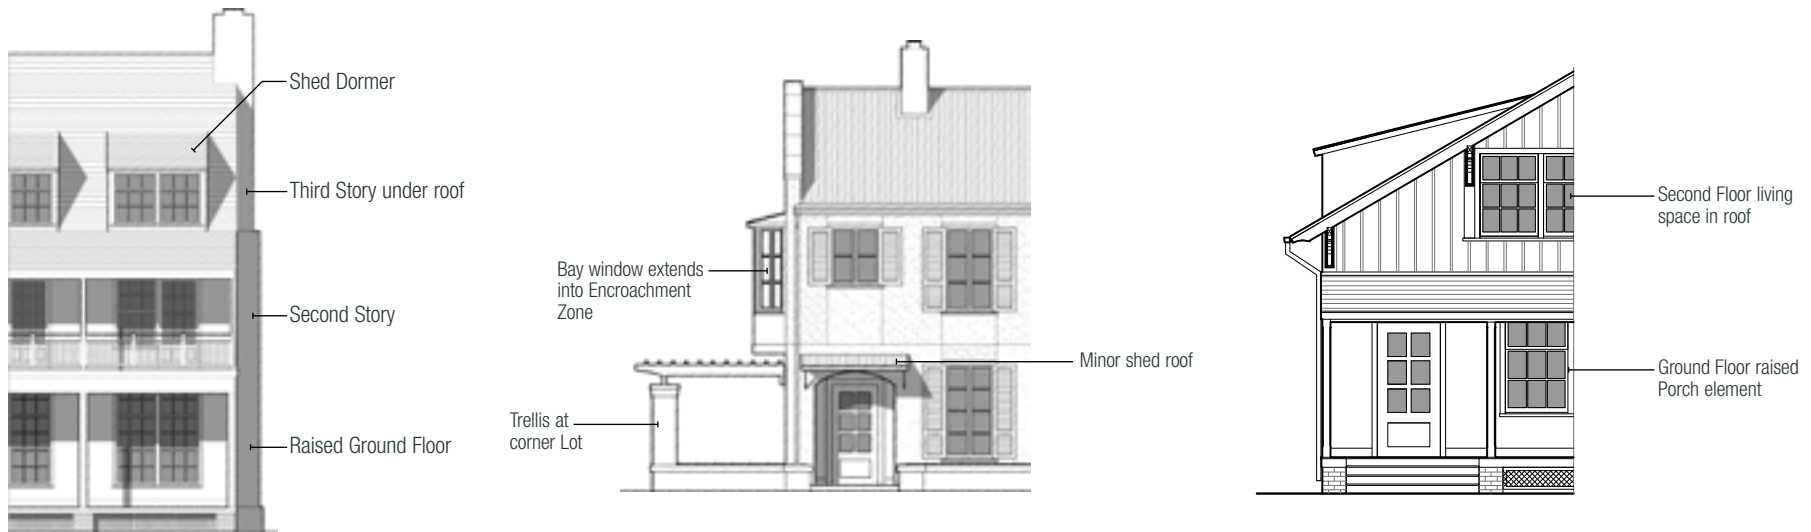 Shed Dormer
Third Story under roof
Second Story
Raised Ground Floor
Bay window extends
into Encroachment
Zone
Trellis at
corner Lot
Minor shed roof
Second Floor living
space in roof
Ground Floor raised
Porch element